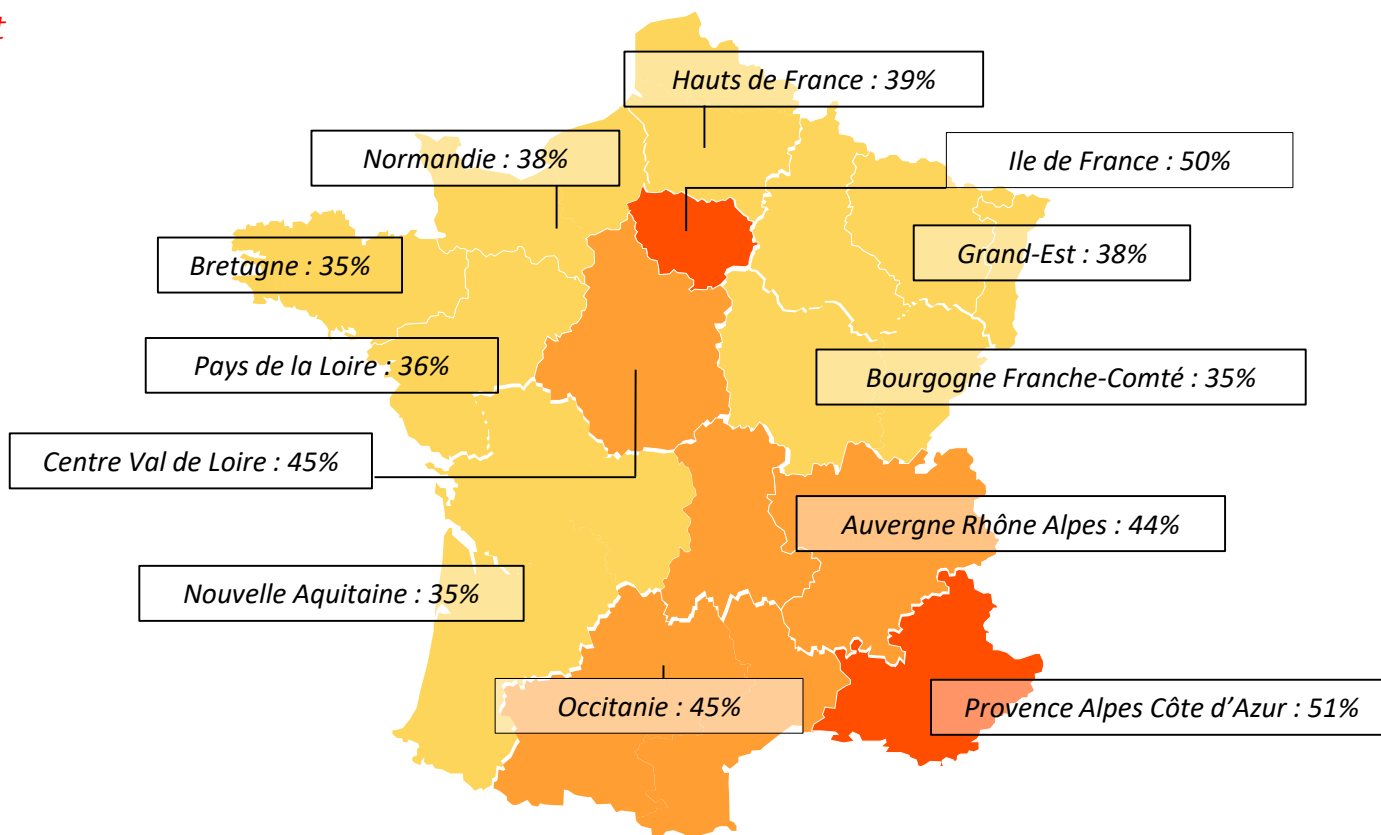 Hauts de France : 39%
Normandie : 38%
Ile de France : 50%
Bretagne : 35%
Grand-Est : 38%
Pays de la Loire : 36%
Bourgogne Franche-Comté : 35%
Centre Val de Loire : 45%
Auvergne Rhône Alpes : 44%
Nouvelle Aquitaine : 35%
Occitanie : 45%
Provence Alpes Côte d’Azur : 51%